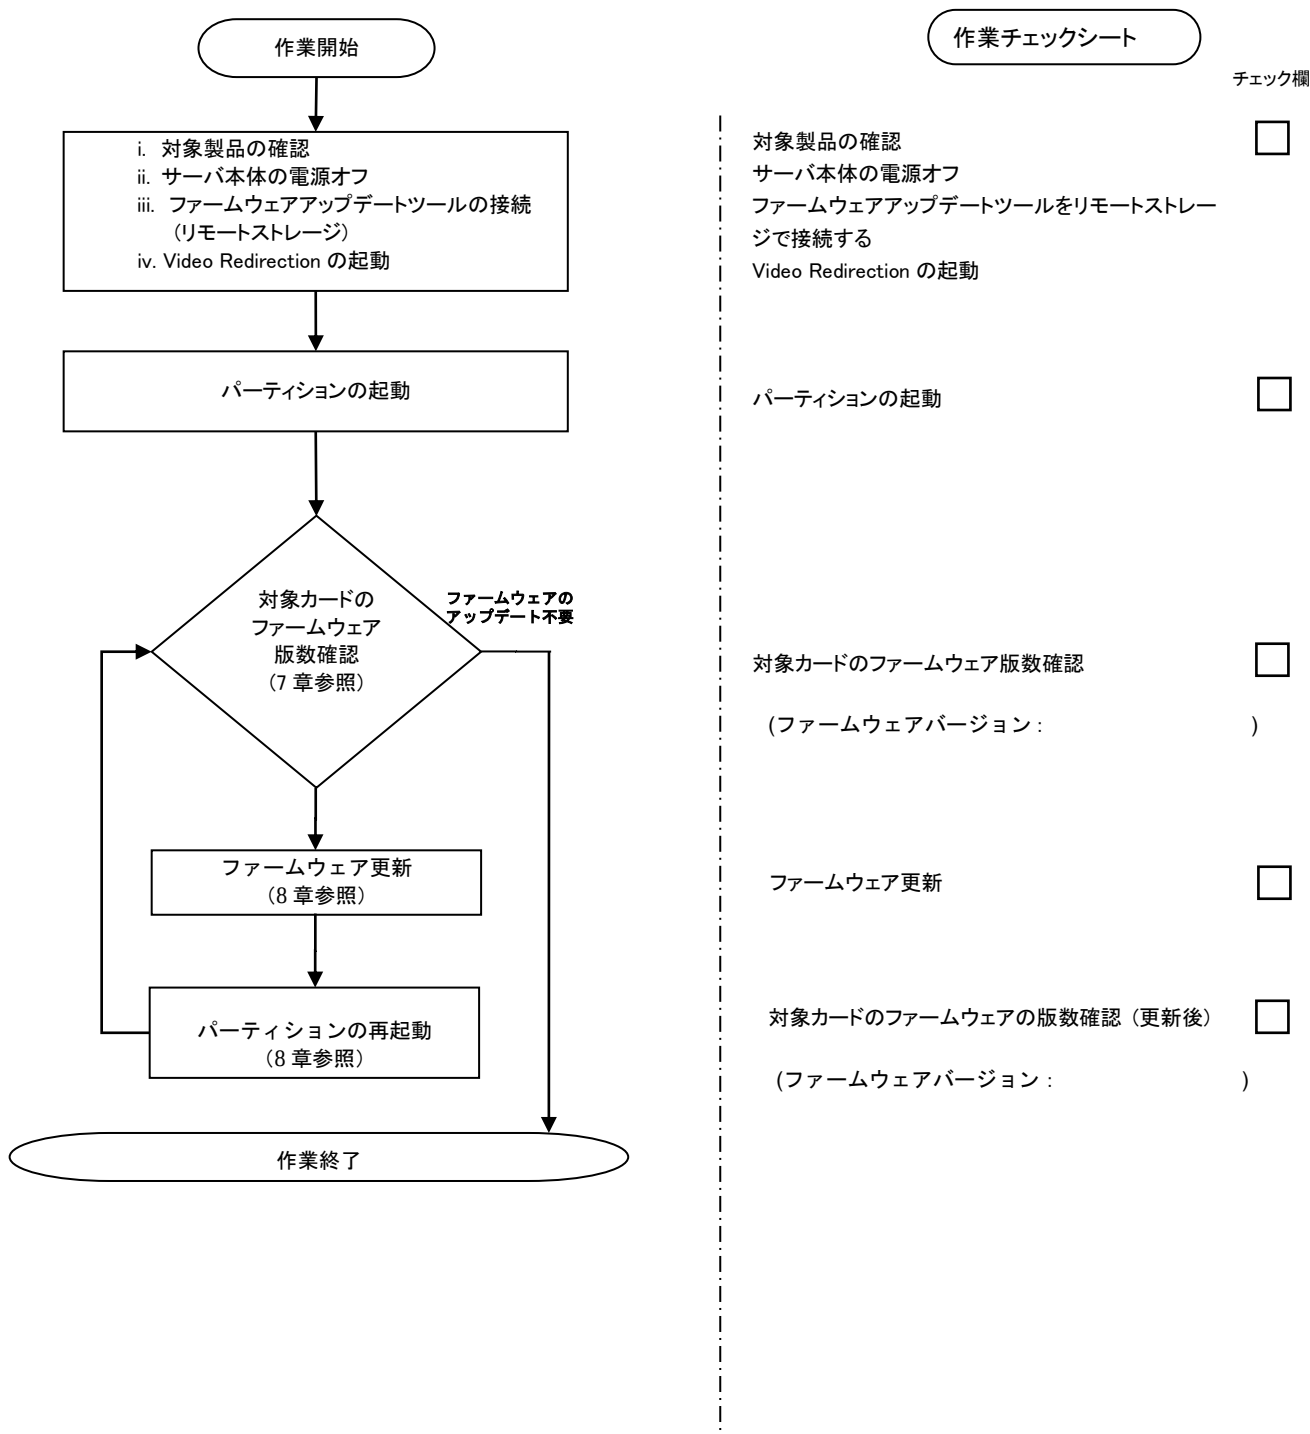 作業開始
i. 対象製品の確認
ii. サーバ本体の電源オフ
iii. ファームウェアアップデートツールの接続
(リモートストレージ)
iv. Video Redirection の起動
パーティションの起動
対象カードの
ファームウェア
版数確認
(7 章参照)
ファームウェアの
アップデート不要
ファームウェア更新
(8 章参照)
パーティションの再起動
(8 章参照)
作業終了
作業チェックシート
チェック欄
対象製品の確認
サーバ本体の電源オフ
ファームウェアアップデートツールをリモートストレー
ジで接続する
Video Redirection の起動
パーティションの起動
対象カードのファームウェア版数確認
(ファームウェアバージョン : )
ファームウェア更新
対象カードのファームウェアの版数確認 (更新後)
(ファームウェアバージョン : )